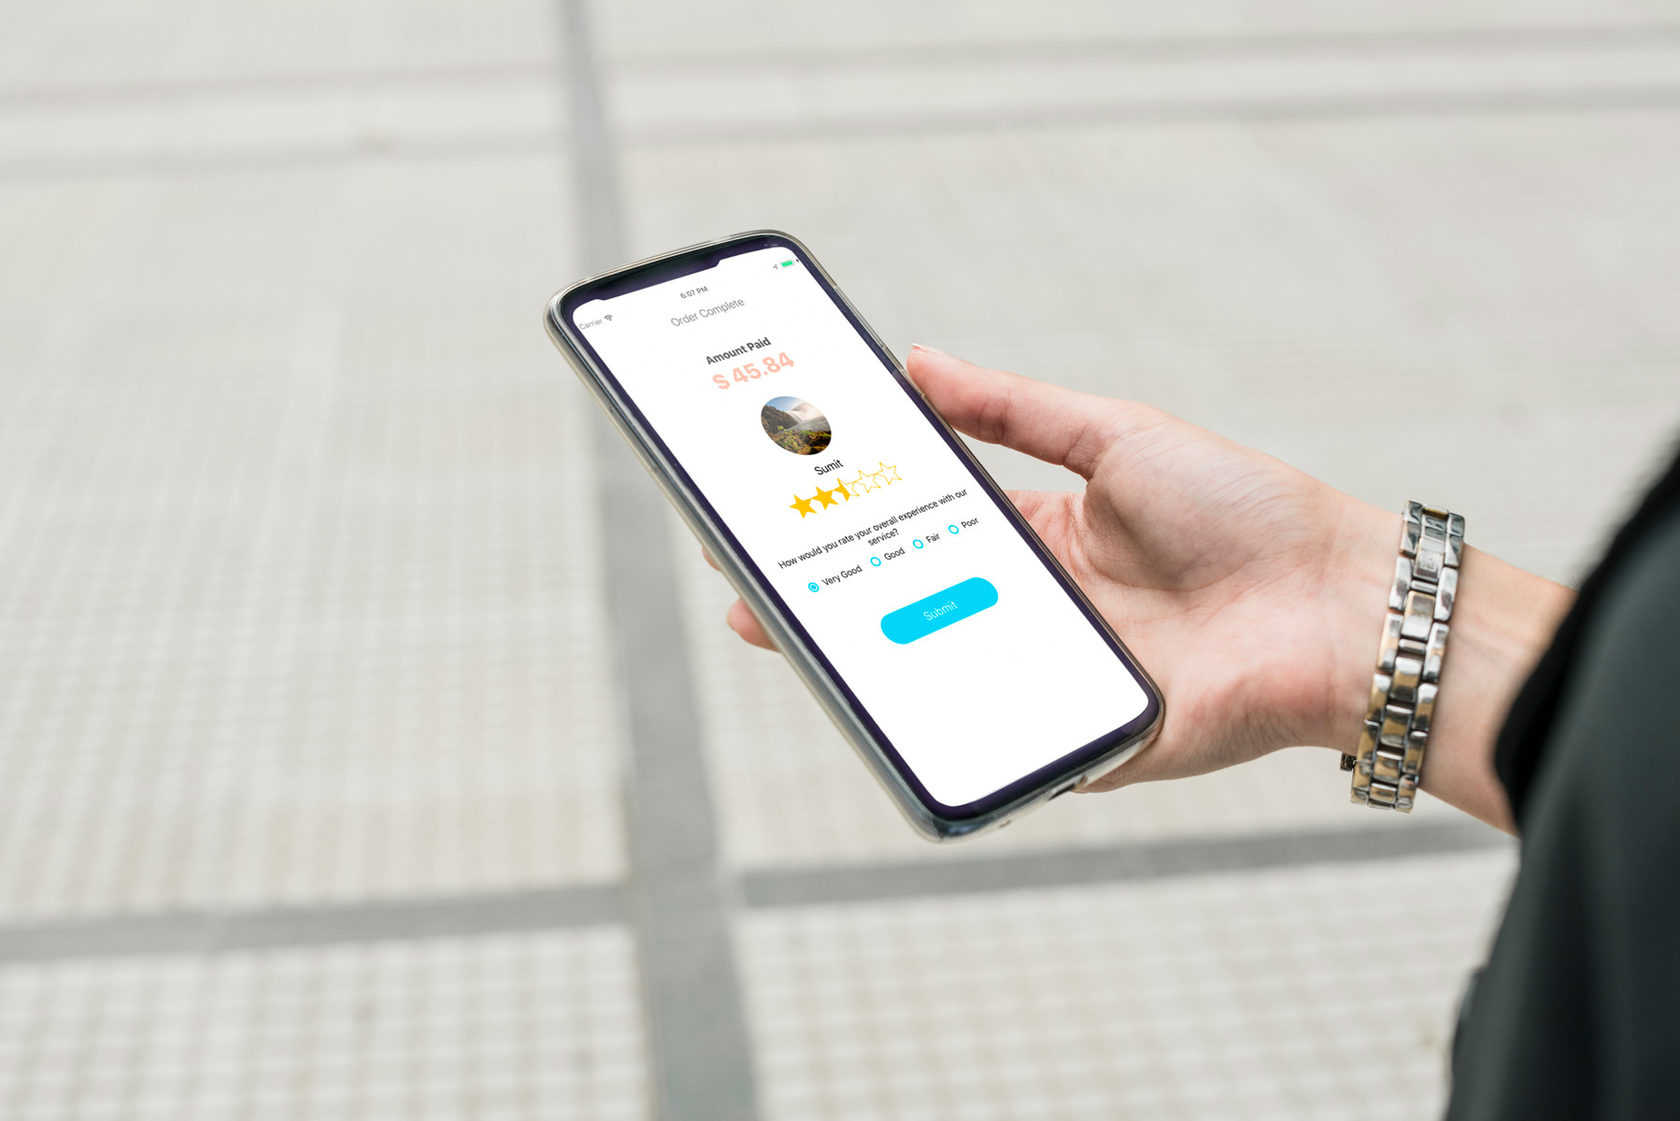 Carrier
6:07 PM
Order Complete
Amount Paid
$ 45.84
Sumit
How would you rate your overall experience with our
service?
Very Good
Good
Fair
Poor
Submit